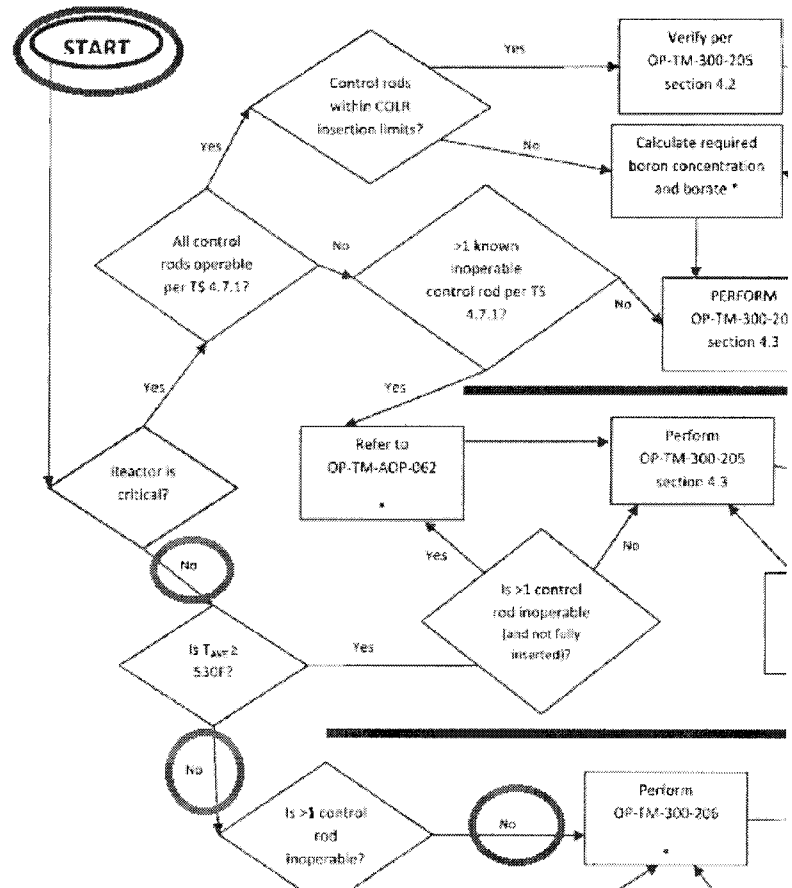 START
Control rods
within COLR
insertion limits?
Yes
Verify per
OP-TM-300-205
section 4.2
No
Calculate required
boron concentration
and borate *
Yes
All control
rods operable
per TS 4.7.1?
No
>1 known
inoperable
control rod per TS
4.7.1?
No
PERFORM
OP-TM-300-20
section 4.3
Yes
Yes
Reactor is
critical?
Refer to
OP-TM-AOP-062
*
Perform
OP-TM-300-205
section 4.3
No
Yes
No
Is >1 control
rod inoperable
(and not fully
inserted)?
Is TAVE ≥
530F?
Yes
No
Is >1 control
rod
inoperable?
No
Perform
OP-TM-300-206
*